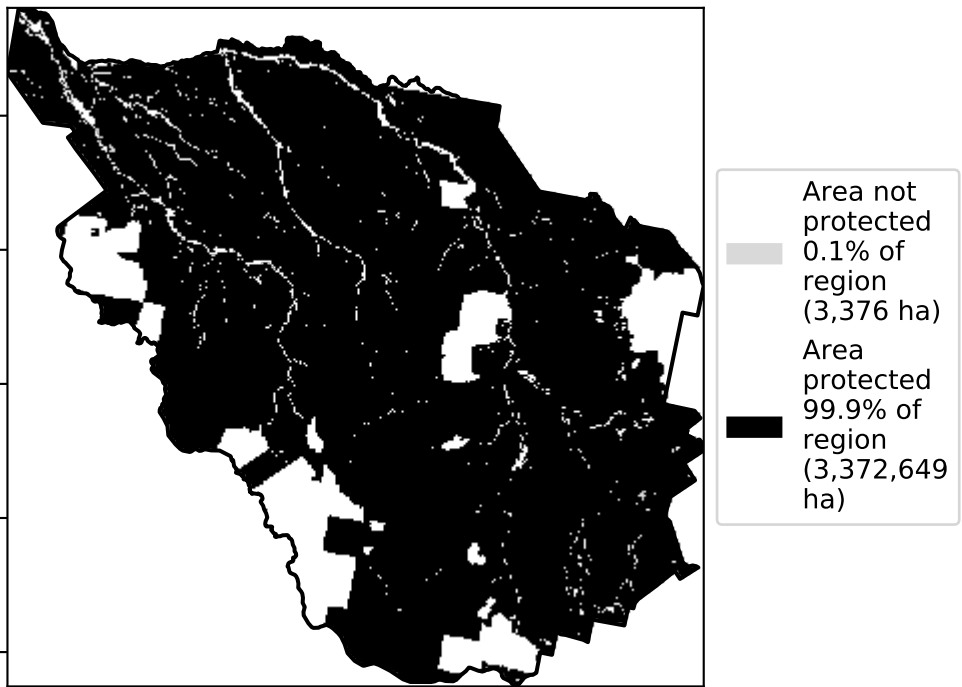 Area not
protected
0.1% of
region
(3,376 ha)
Area
protected
99.9% of
region
(3,372,649
ha)